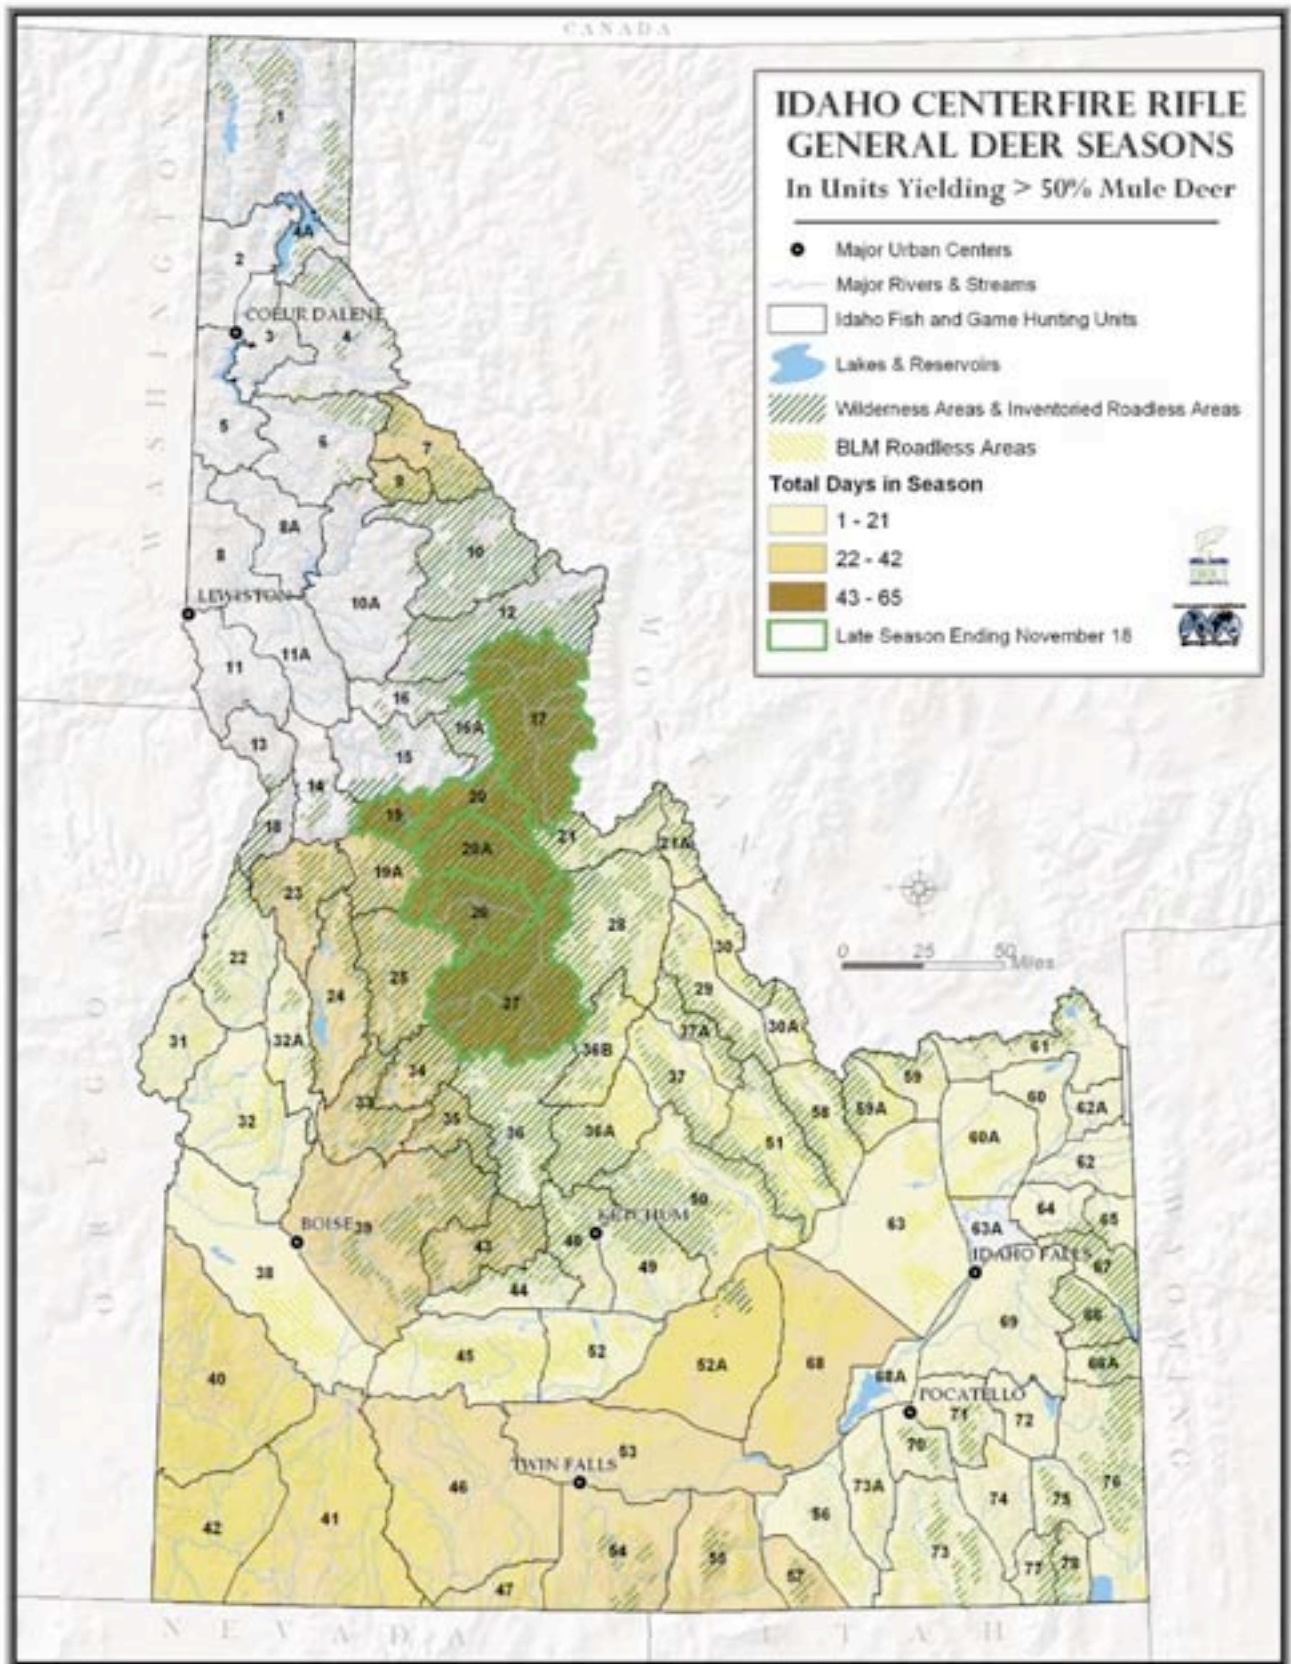 CANADA
IDAHO CENTERFIRE RIFLE
GENERAL DEER SEASONS
In Units Yielding > 50% Mule Deer
Major Urban Centers
Major Rivers & Streams
Idaho Fish and Game Hunting Units
Lakes & Reservoirs
Wilderness Areas & Inventoried Roadless Areas
BLM Roadless Areas
Total Days in Season
1 - 21
22 - 42
43 - 65
Late Season Ending November 18
WASHINGTON
OREGON
WYOMING
NEVADA
UTAH
0 25 50 Miles
1
4A
2
COEUR DALENE
3
4
5
6
7
9
8A
8
10
LEWISTON
10A
12
11
11A
16
17
16A
13
15
14
20
19
18
21
21A
20A
19A
23
26
28
22
30
25
24
29
27
31
32A
37A
30A
36B
61
34
37
59
33
58
59A
60
62A
32
35
36
36A
51
60A
62
50
64
65
BOISE
39
KETCHUM
48
43
63
63A
IDAHO FALLS
67
38
44
49
66
69
45
52
52A
68
66A
40
68A
POCATELLO
71
72
70
53
TWIN FALLS
46
73A
74
75
76
56
42
41
54
55
73
57
77
78
47